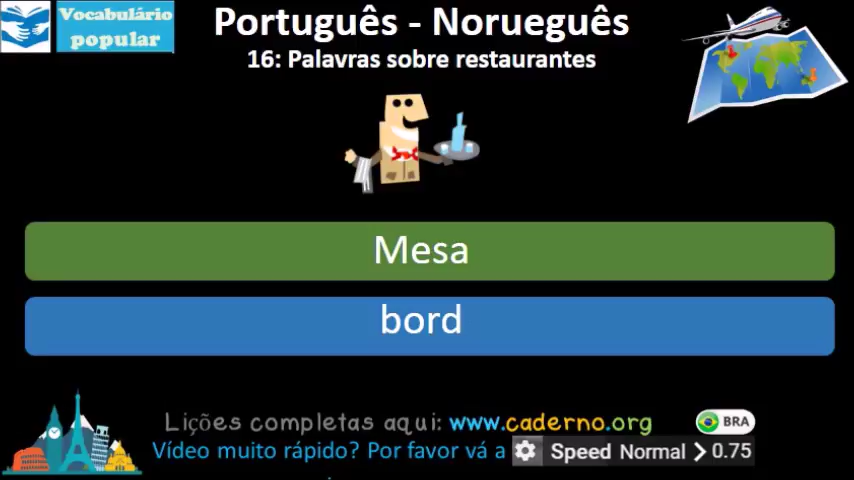 Vocabulário
popular
Português - Norueguês
16: Palavras sobre restaurantes
Mesa
bord
Lições completas aqui: www.caderno.org
BRA
Vídeo muito rápido? Por favor vá a Speed Normal > 0.75